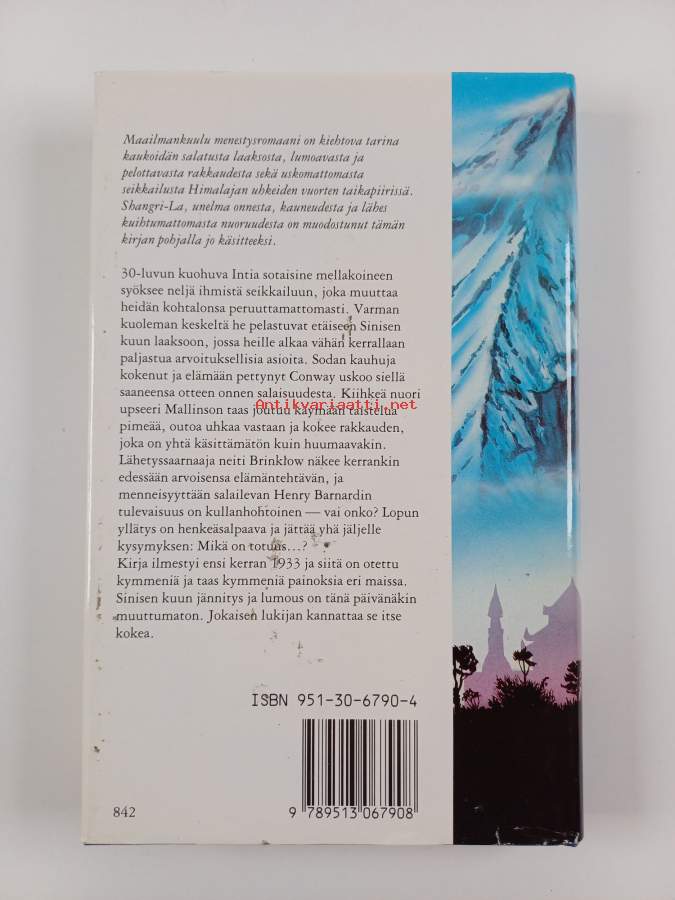 Maailmankuulu menestysromaani on kiehtova tarina
kaukoidän salatusta laaksosta, lumoavasta ja
pelottavasta rakkaudesta sekä uskomattomasta
seikkailusta Himalajan uhkeiden vuorten taikapiirissä.
Shangri-La, unelma onnesta, kauneudesta ja lähes
kuihtumattomasta nuoruudesta on muodostunut tämän
kirjan pohjalla jo käsitteeksi.
30-luvun kuohuva Intia sotaisine mellakoineen
syöksee neljä ihmistä seikkailuun, joka muuttaa
heidän kohtalonsa peruuttamattomasti. Varman
kuoleman keskeltä he pelastuvat etäiseen Sinisen
kuun laaksoon, jossa heille alkaa vähän kerrallaan
paljastua arvoituksellisia asioita. Sodan kauhuja
kokenut ja elämään pettynyt Conway uskoo siellä
saaneensa otteen onnen salaisuudesta. Kiihkeä nuori
Antikvariaatti.net
upseeri Mallinson taas joutuu käymään taistelua
pimeää, outoa uhkaa vastaan ja kokee rakkauden,
joka on yhtä käsittämätön kuin huumaavakin.
Lähetyssaarnaaja neiti Brinklow näkee kerrankin
edessään arvoisensa elämäntehtävän, ja
menneisyyttään salailevan Henry Barnardin
tulevaisuus on kullanhohtoinen — vai onko? Lopun
yllätys on henkeäsalpaava ja jättää yhä jäljelle
kysymyksen: Mikä on totuus...?
Kirja ilmestyi ensi kerran 1933 ja siitä on otettu
kymmeniä ja taas kymmeniä painoksia eri maissa.
Sinisen kuun jännitys ja lumous on tänä päivänäkin
muuttumaton. Jokaisen lukijan kannattaa se itse
kokea.
ISBN 951-30-6790-4
842
9 789513 067908